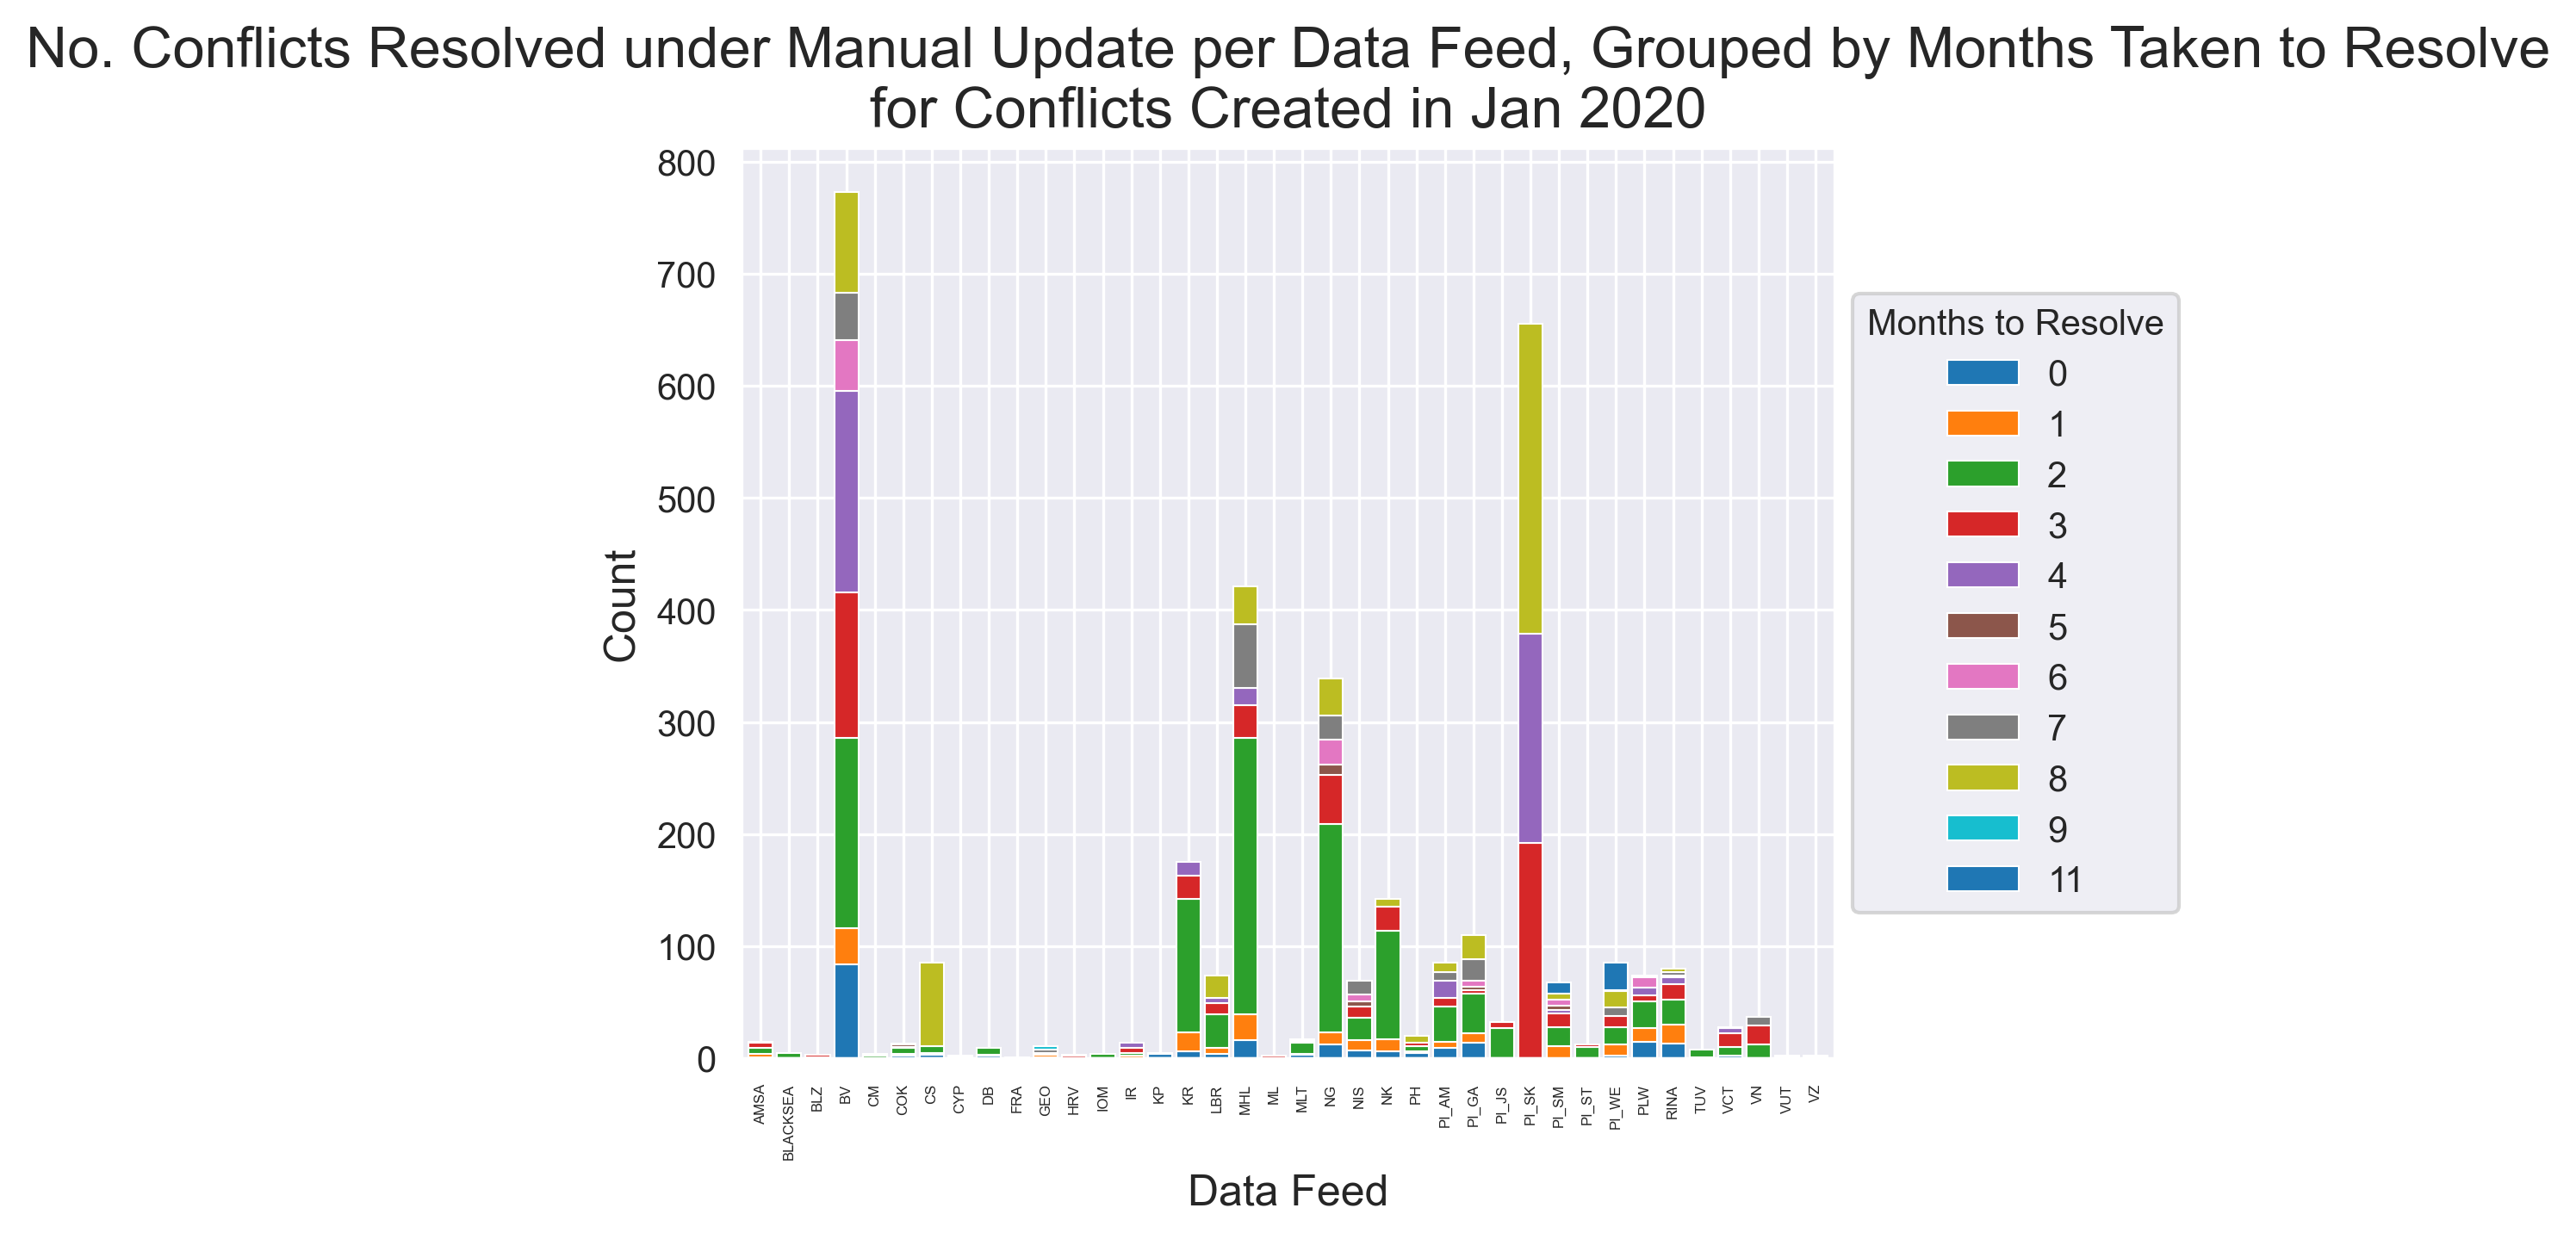 No. Conflicts Resolved under Manual Update per Data Feed, Grouped by Months Taken to Resolve
for Conflicts Created in Jan 2020
800
700
600
500
400
300
200
100
0
Count
AMSA
BLACKSEA
BLZ
BV
CM
COK
CS
CYP
DB
FRA
GEO
HRV
IOM
IR
KP
KR
LBR
MHL
ML
MLT
NG
NIS
NK
PH
PI_AM
PI_GA
PI_JS
PI_SK
PI_SM
PI_ST
PI_WE
PLW
RINA
TUV
VCT
VN
VUT
VZ
Data Feed
Months to Resolve
0
1
2
3
4
5
6
7
8
9
11